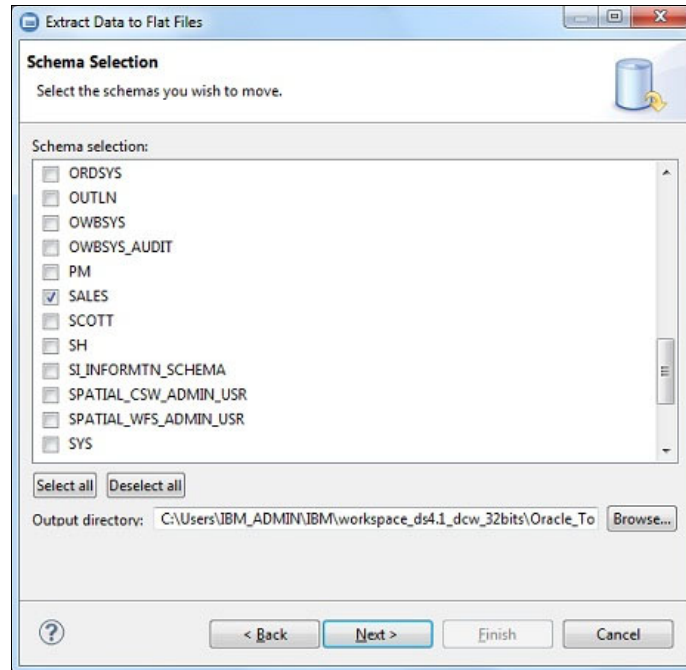 Extract Data to Flat Files
Schema Selection
Select the schemas you wish to move.
Schema selection:
ORDSYS
OUTLN
OWBSYS
OWBSYS_AUDIT
PM
SALES
SCOTT
SH
SI_INFORMTN_SCHEMA
SPATIAL_CSW_ADMIN_USR
SPATIAL_WFS_ADMIN_USR
SYS
Select all Deselect all
Output directory: C:\Users\IBM_ADMIN\IBM\workspace_ds4.1_dcw_32bits\Oracle_To Browse...
? < Back Next > Finish Cancel